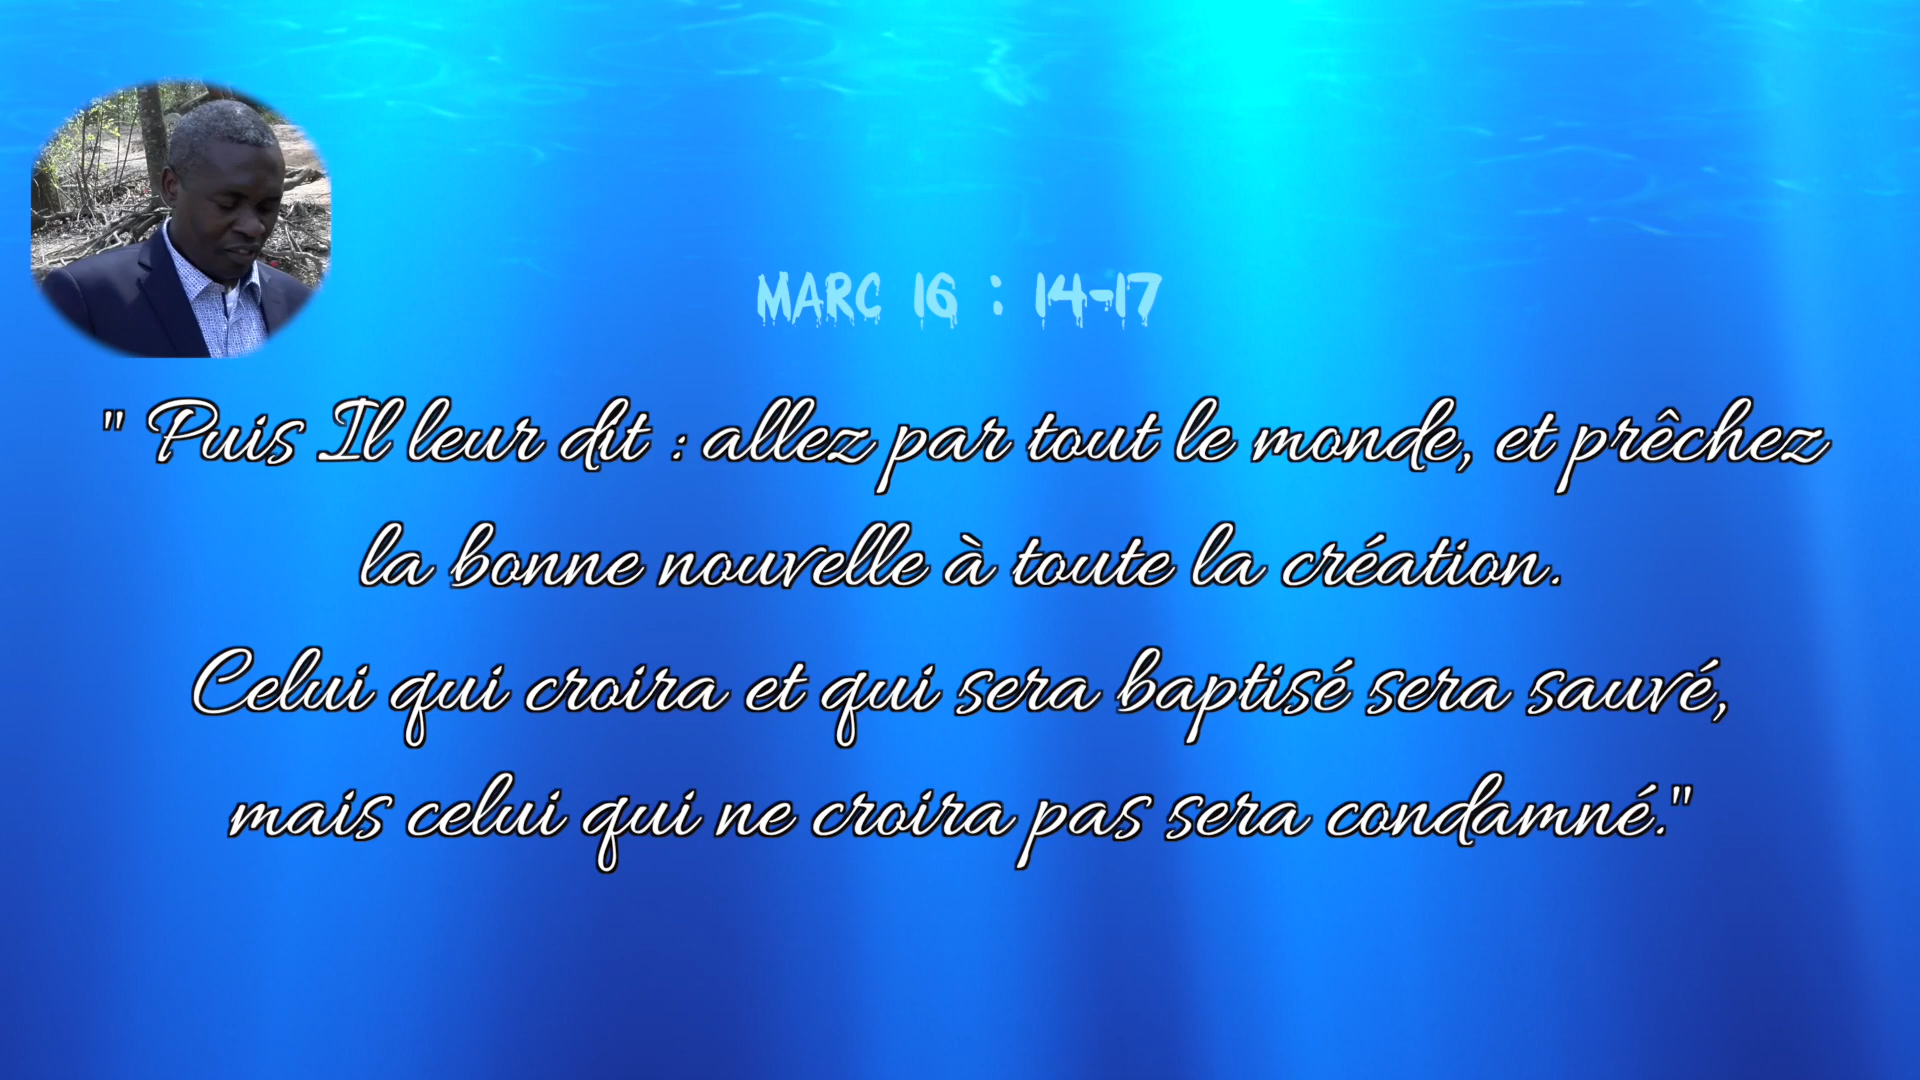 MARC 16 : 14-17
" Puis Il leur dit : allez par tout le monde, et prêchez
la bonne nouvelle à toute la création.
Celui qui croira et qui sera baptisé sera sauvé,
mais celui qui ne croira pas sera condamné."